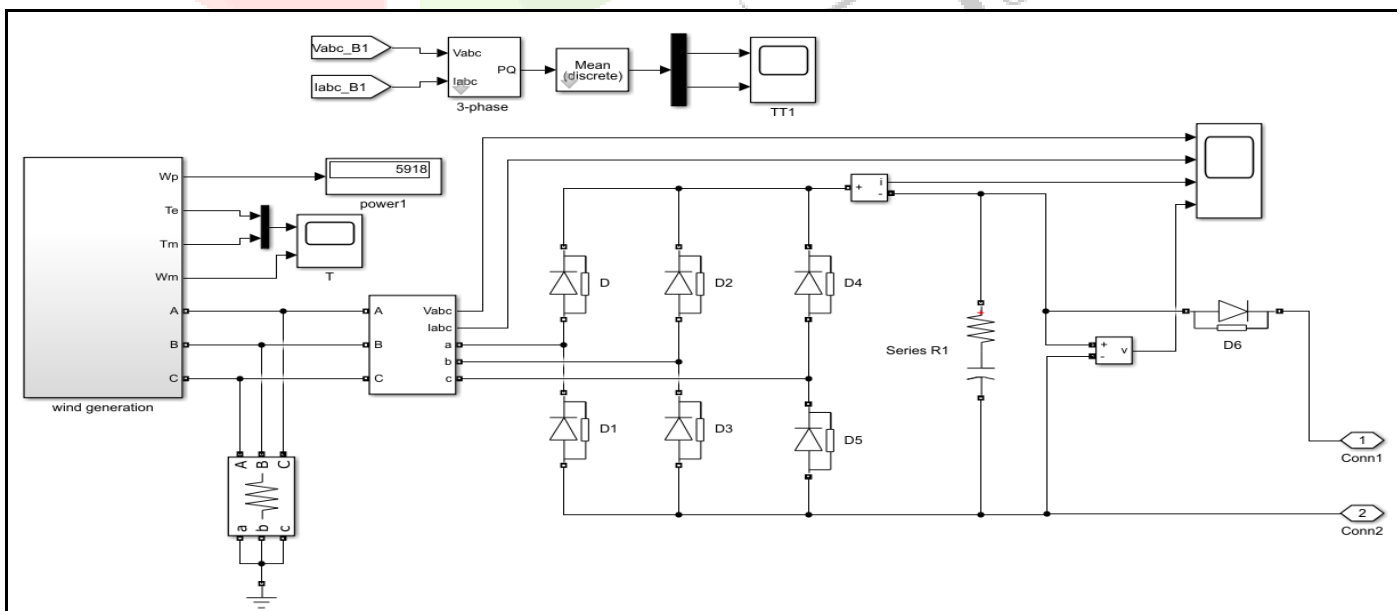 Vabc_B1
Iabc_B1
Vabc
Iabc
PQ
3-phase
Mean
(discrete)
TT1
Wp
Te
Tm
Wm
A
B
C
wind generation
5918
power1
T
A
B
C
Vabc
Iabc
a
b
c
A B C
a b c
D
D2
D4
D1
D3
D5
+
-
i
Series R1
+
+
-
v
D6
1
Conn1
2
Conn2